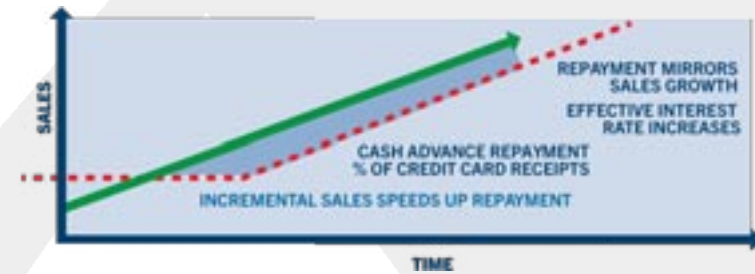 SALES
REPAYMENT MIRRORS
SALES GROWTH
EFFECTIVE INTEREST
RATE INCREASES
CASH ADVANCE REPAYMENT
% OF CREDIT CARD RECEIPTS
INCREMENTAL SALES SPEEDS UP REPAYMENT
TIME